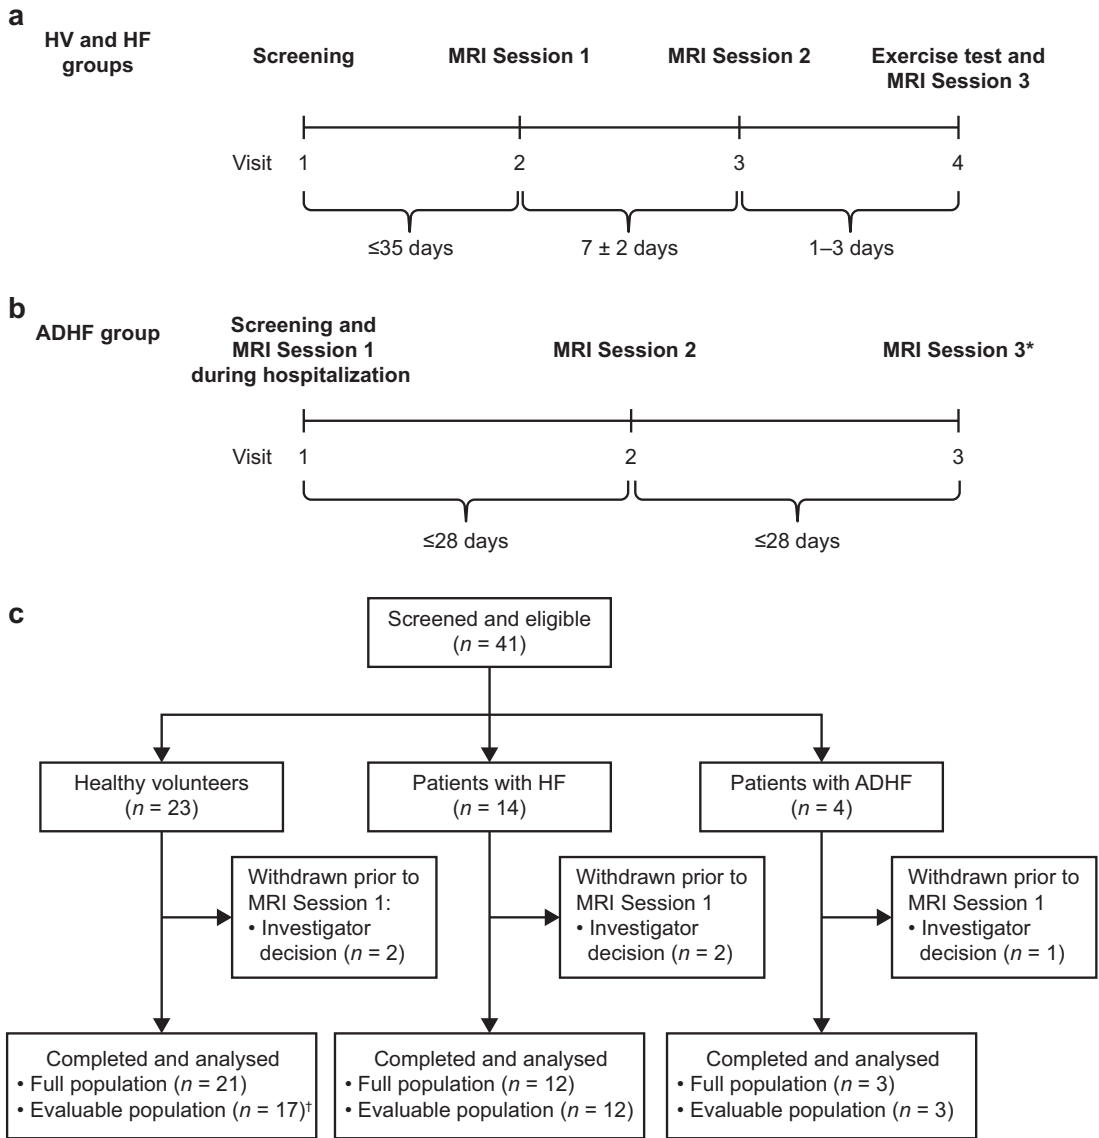 a
HV and HF
groups
Screening
MRI Session 1
MRI Session 2
Exercise test and
MRI Session 3
Visit 1 2 3 4
≤35 days
7 ± 2 days
1–3 days
b
ADHF group
Screening and
MRI Session 1
during hospitalization
MRI Session 2
MRI Session 3*
Visit 1 2 3
≤28 days
≤28 days
c
Screened and eligible
(n = 41)
Healthy volunteers
(n = 23)
Patients with HF
(n = 14)
Patients with ADHF
(n = 4)
Withdrawn prior to
MRI Session 1:
• Investigator
decision (n = 2)
Withdrawn prior to
MRI Session 1
• Investigator
decision (n = 2)
Withdrawn prior to
MRI Session 1
• Investigator
decision (n = 1)
Completed and analysed
• Full population (n = 21)
• Evaluable population (n = 17)†
Completed and analysed
• Full population (n = 12)
• Evaluable population (n = 12)
Completed and analysed
• Full population (n = 3)
• Evaluable population (n = 3)